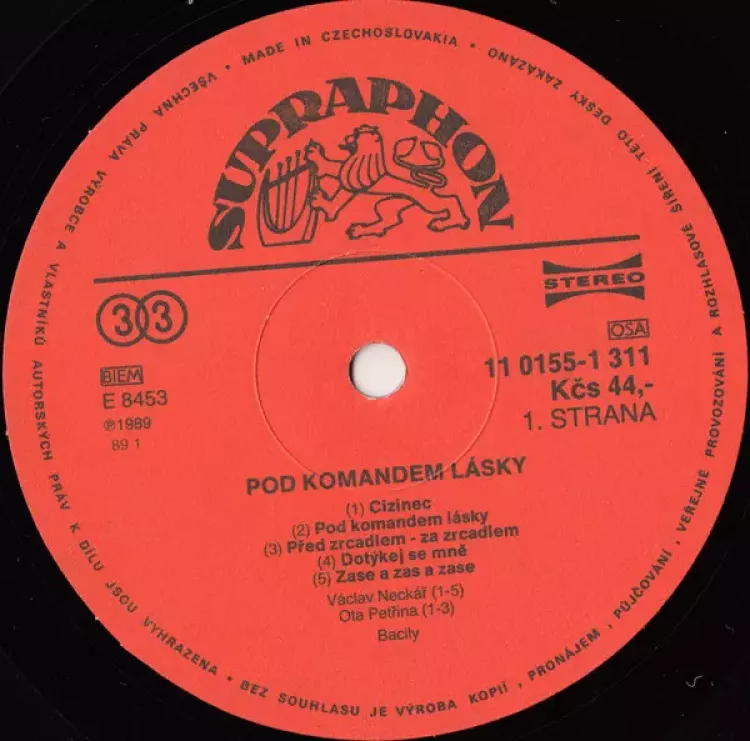 • VŠECHNA PRÁVA VÝROBCE A VLASTNÍKŮ AUTORSKÝCH PRÁV K DÍLU JSOU VYHRAZENA • BEZ SOUHLASU JE VÝROBA KOPIÍ, PRONÁJEM, PŮJČOVÁNÍ, VEŘEJNÉ PROVOZOVÁNÍ A ROZHLASOVÉ ŠÍŘENÍ TÉTO DESKY ZAKÁZÁNO • MADE IN CZECHOSLOVAKIA
SUPRAPHON
STEREO
33
OSA
BIEM
11 0155-1 311
E 8453
Kčs 44,-
℗1989
1. STRANA
89 1
POD KOMANDEM LÁSKY
(1) Cizinec
(2) Pod komandem lásky
(3) Před zrcadlem - za zrcadlem
(4) Dotýkej se mně
(5) Zase a zas a zase
Václav Neckář (1-5)
Ota Petřina (1-3)
Bacily